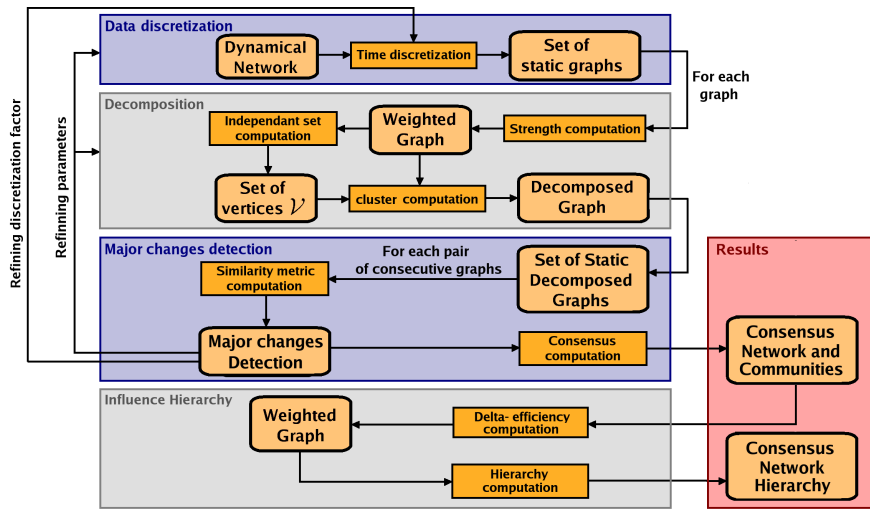 Data discretization
Dynamical
Network
Time discretization
Set of
static graphs
For each
graph
Decomposition
Independant set
computation
Weighted
Graph
Strength computation
Set of
vertices 𝒱
cluster computation
Decomposed
Graph
Major changes detection
For each pair
of consecutive graphs
Similarity metric
computation
Set of Static
Decomposed
Graphs
Major changes
Detection
Consensus
computation
Results
Consensus
Network and
Communities
Influence Hierarchy
Weighted
Graph
Delta- efficiency
computation
Hierarchy
computation
Consensus
Network
Hierarchy
Refining discretization factor
Refinning parameters